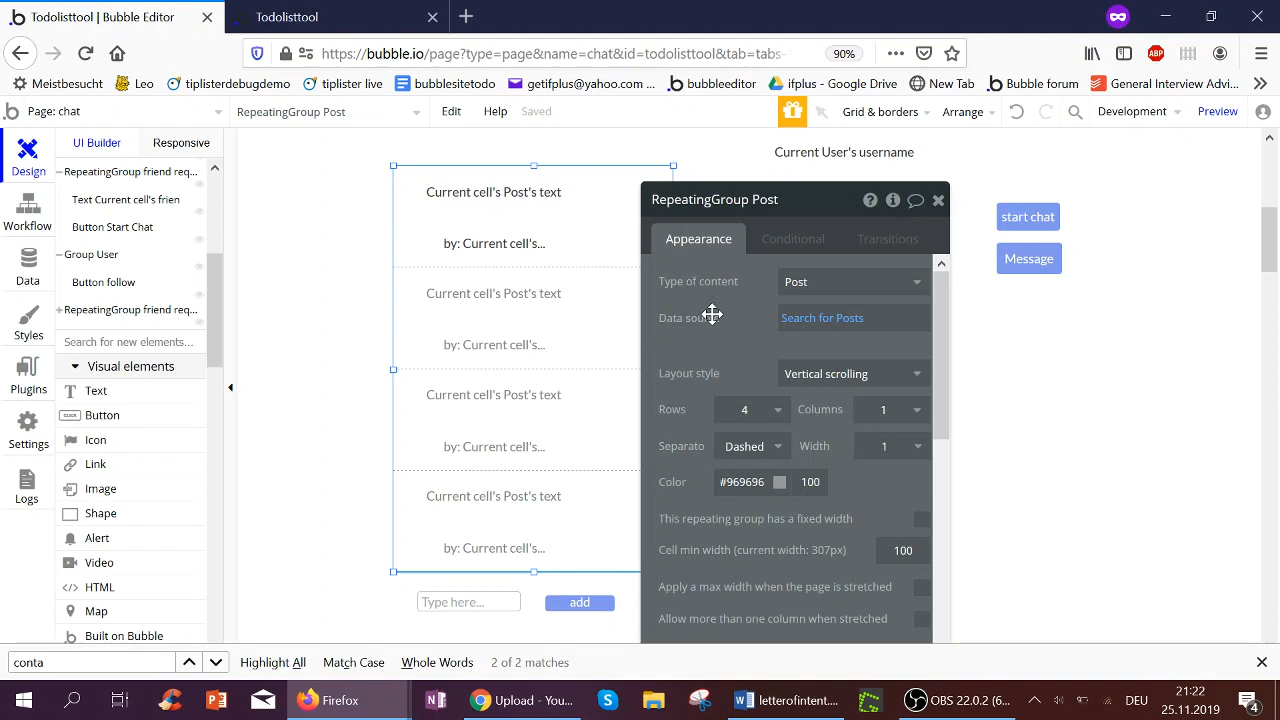 Todolisttool | Bubble Editor
Todolisttool
https://bubble.io/page?type=page&name=chat&id=todolisttool&tab=tabs-
90%
ABP
Meistbesucht
Leo
tiplisterdebugdemo
tiplister live
bubblesitetodo
getifplus@yahoo.com ...
bubbleeditor
ifplus - Google Drive
New Tab
Bubble forum
General Interview Advi...
Page: chat
RepeatingGroup Post
Edit
Help
Saved
Grid & borders
Arrange
Development
Preview
Design
Workflow
Data
Styles
Plugins
Settings
Logs
UI Builder
Responsive
RepeatingGroup friend req...
Text Current cell's frien
Button Start Chat
Group User
Button follow
RepeatingGroup friend req...
Search for new elements...
Visual elements
Text
CLICK
Button
Icon
Link
Image
Shape
Alert
Video
</> HTML
Map
Built on Bubble
Current User's username
Current cell's Post's text
by: Current cell's...
Current cell's Post's text
by: Current cell's...
Current cell's Post's text
by: Current cell's...
Current cell's Post's text
by: Current cell's...
Type here...
add
start chat
Message
RepeatingGroup Post
Appearance
Conditional
Transitions
Type of content
Post
Data sou
Search for Posts
Layout style
Vertical scrolling
Rows
4
Columns
1
Separato
Dashed
Width
1
Color
#969696
100
This repeating group has a fixed width
Cell min width (current width: 307px)
100
Apply a max width when the page is stretched
Allow more than one column when stretched
conta
Highlight All
Match Case
Whole Words
2 of 2 matches
Firefox
Upload - Youtu...
letterofintent....
OBS 22.0.2 (6...
DEU
21:22
25.11.2019
4